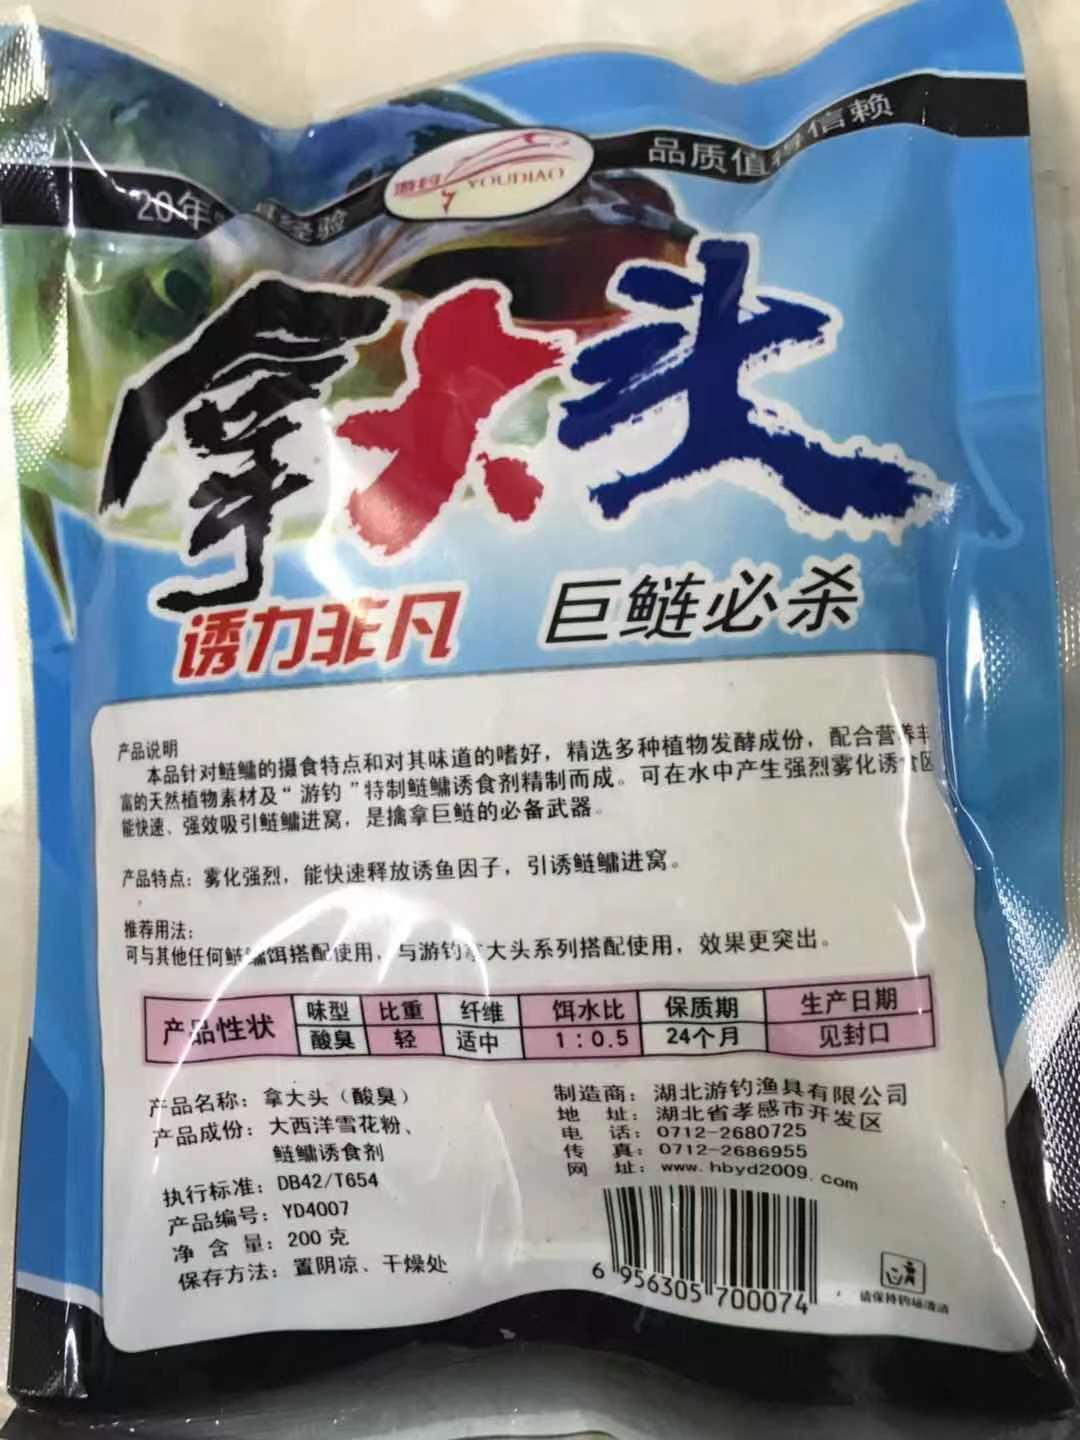 20年 经验
游钓 YOUDIAO
品质值得信赖
拿大头
诱力非凡 巨鲢必杀
产品说明
本品针对鲢鳙的摄食特点和对其味道的嗜好，精选多种植物发酵成份，配合营养丰
富的天然植物素材及“游钓”特制鲢鳙诱食剂精制而成。可在水中产生强烈雾化诱食区
能快速、强效吸引鲢鳙进窝，是擒拿巨鲢的必备武器。
产品特点：雾化强烈，能快速释放诱鱼因子，引诱鲢鳙进窝。
推荐用法：
可与其他任何鲢鳙饵搭配使用，与游钓拿大头系列搭配使用，效果更突出。
产品性状 味型 比重 纤维 饵水比 保质期 生产日期
酸臭 轻 适中 1：0.5 24个月 见封口
产品名称：拿大头（酸臭）
产品成份：大西洋雪花粉、
鲢鳙诱食剂
执行标准：DB42/T654
产品编号：YD4007
净含量：200克
保存方法：置阴凉、干燥处
制造商：湖北游钓渔具有限公司
地址：湖北省孝感市开发区
电话：0712-2680725
传真：0712-2686955
网址：www.hbyd2009.com
6 956305 700074
请保持钓场清洁